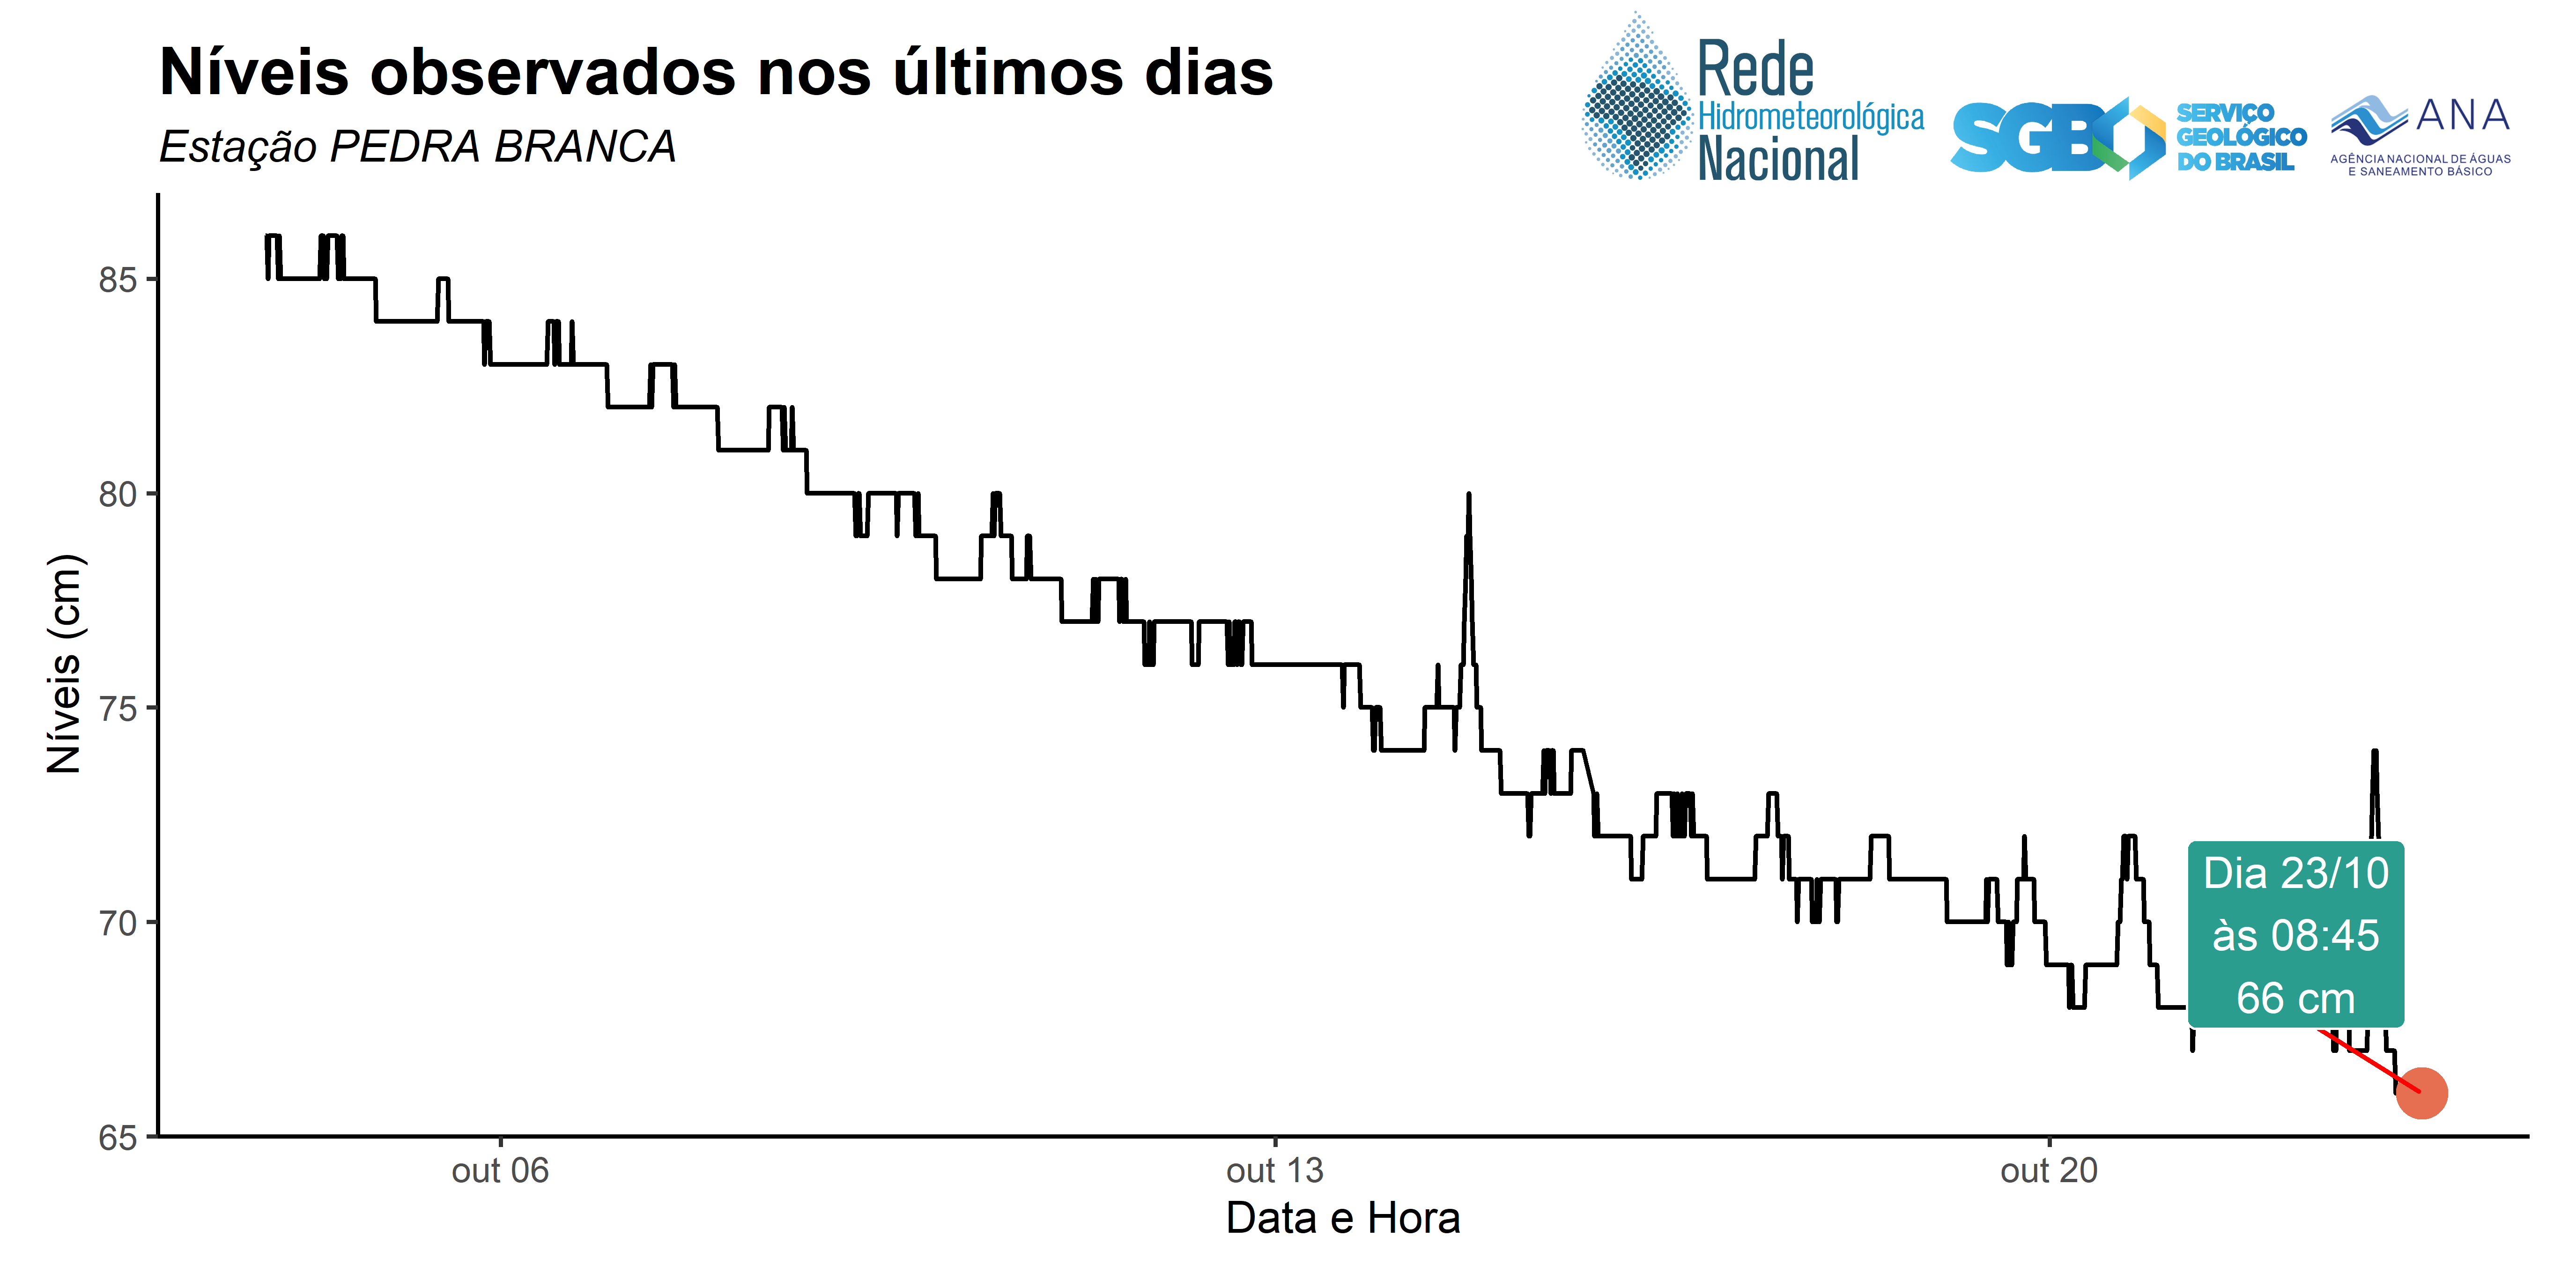 Níveis observados nos últimos dias
Estação PEDRA BRANCA
Rede
Hidrometeorológica
Nacional
SGB
SERVIÇO
GEOLÓGICO
DO BRASIL
ANA
AGÊNCIA NACIONAL DE ÁGUAS
E SANEAMENTO BÁSICO
Níveis (cm)
85
80
75
70
65
Dia 23/10
às 08:45
66 cm
out 06
out 13
out 20
Data e Hora